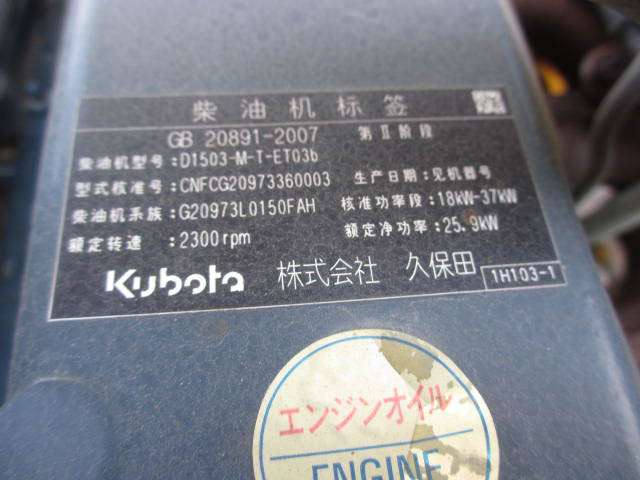 柴油机标签
GB 20891-2007 第Ⅱ阶段
柴油机型号:D1503-M-T-ET03b
型式核准号:CNFCG20973360003 生产日期:见机器号
柴油机系族:G20973L0150FAH 核准功率段:18kW-37kW
额定转速:2300rpm 额定净功率:25.9kW
Kubota 株式会社 久保田 1H103-1
エンジンオイル
ENGINE